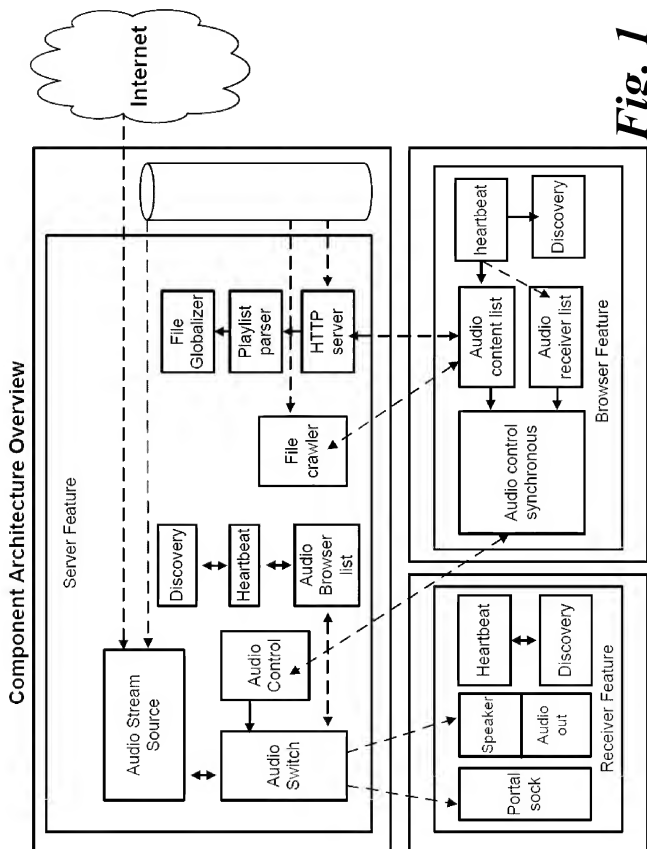 Component Architecture Overview
Internet
Server Feature
Audio Stream
Source
Discovery
Heartbeat
Audio
Browser
list
Audio
Control
Audio
Switch
File
crawler
File
Globalizer
Playlist
parser
HTTP
server
Portal
sock
Speaker
Audio
out
Heartbeat
Discovery
Receiver Feature
Audio control
synchronous
Audio
content list
Audio
receiver list
heartbeat
Discovery
Browser Feature
Fig. 1